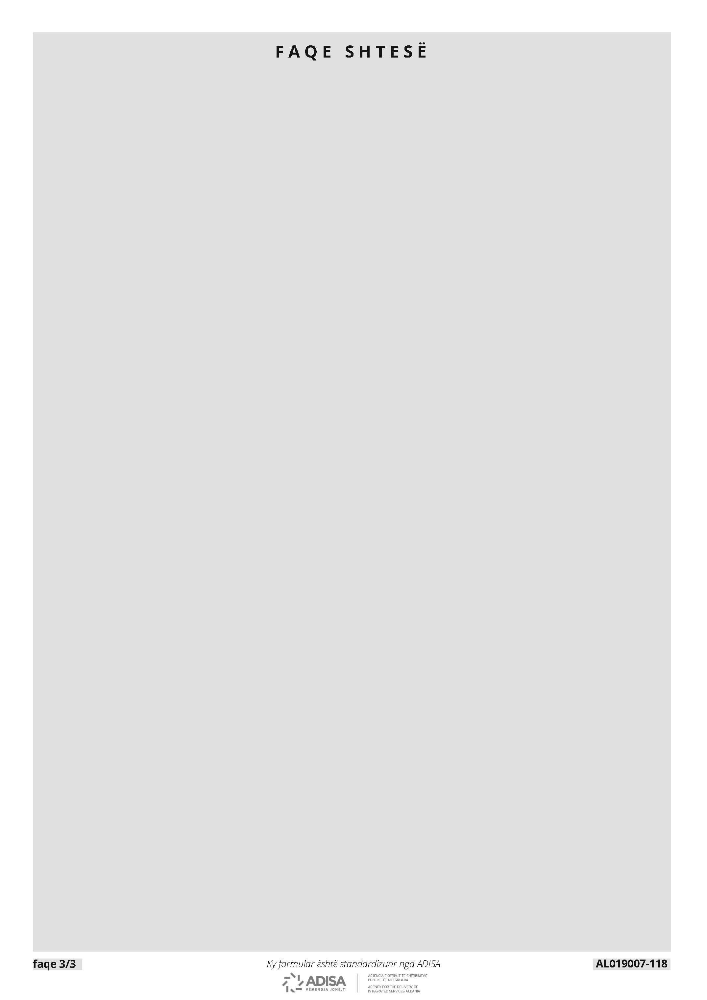 FAQE SHTESË
faqe 3/3
Ky formular është standardizuar nga ADISA
AL019007-118
ADISA
VËMENDJA JONË,TI
AGJENCIA E OFRIMIT TË SHËRBIMEVE
PUBLIKE TË INTEGRUARA
AGENCY FOR THE DELIVERY OF
INTEGRATED SERVICES ALBANIA